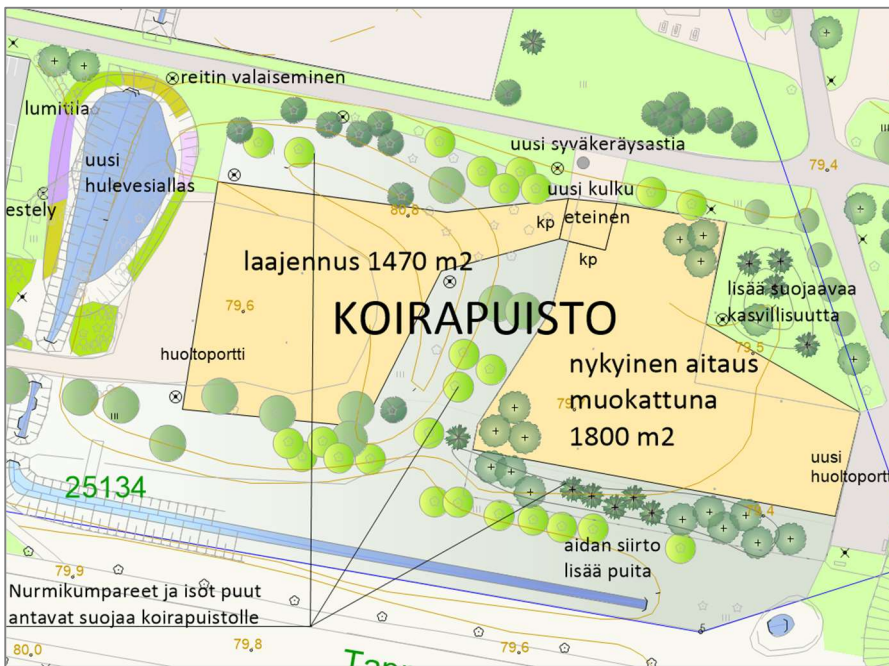 reitin valaiseminen
lumitila
uusi
hulevesiallas
estely
uusi syväkeräysastia
79,4
uusi kulku
80,8
kp
eteinen
kp
laajennus 1470 m2
lisää suojaavaa
kasvillisuutta
79,6
KOIRAPUISTO
79,5
huoltoportti
nykyinen aitaus
muokattuna
1800 m2
uusi
huoltoportti
25134
79,4
aidan siirto
lisää puita
79,9
Nurmikumpareet ja isot puut
antavat suojaa koirapuistolle
5
80,0
79,8
79,6